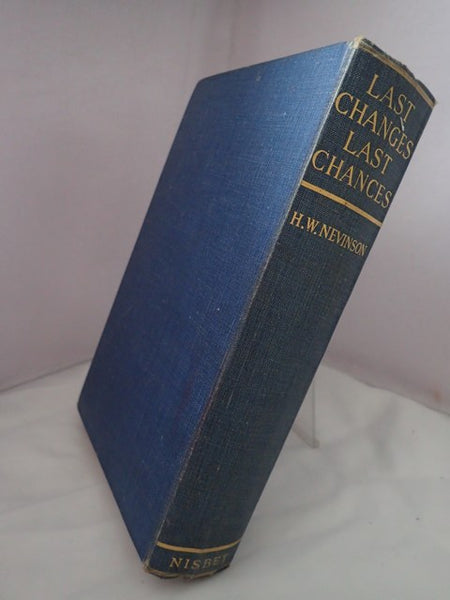 LAST
CHANGES
LAST
CHANCES
H.W. NEVINSON
NISBET